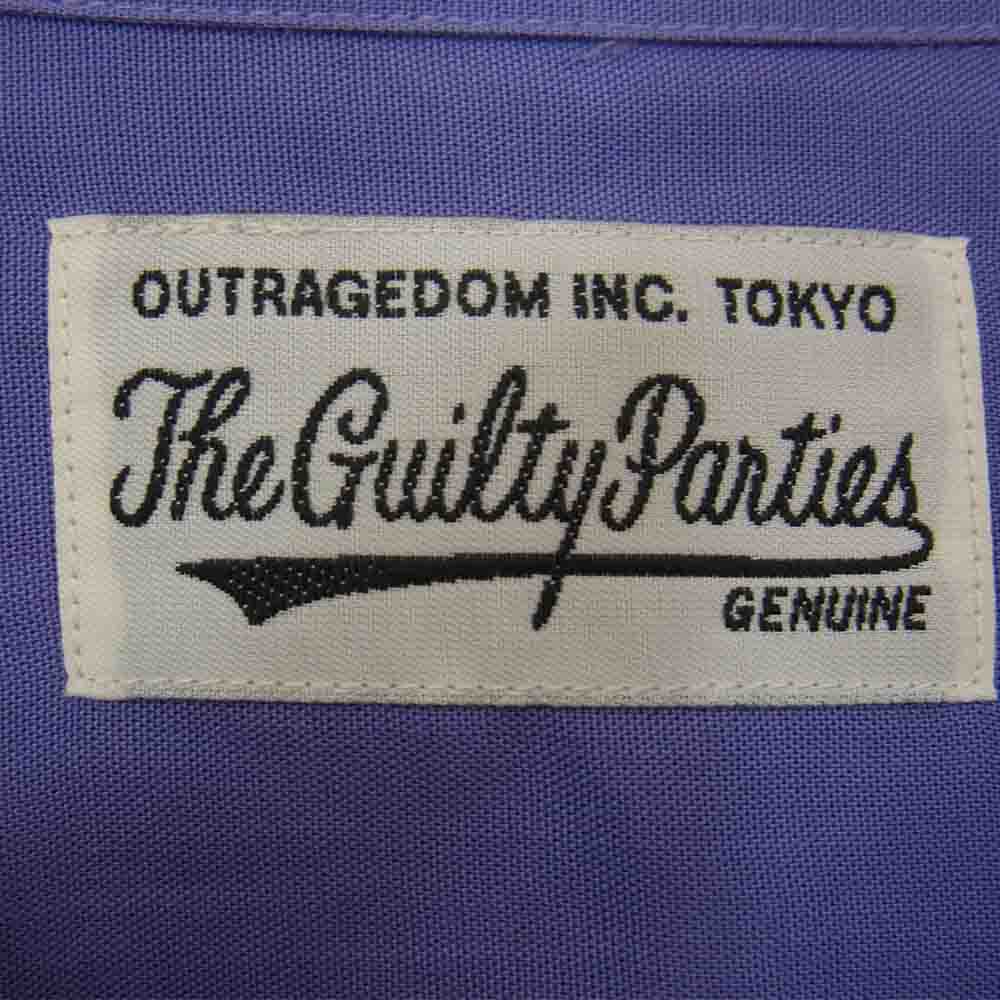 OUTRAGEDOM INC. TOKYO
The Guilty Parties
GENUINE